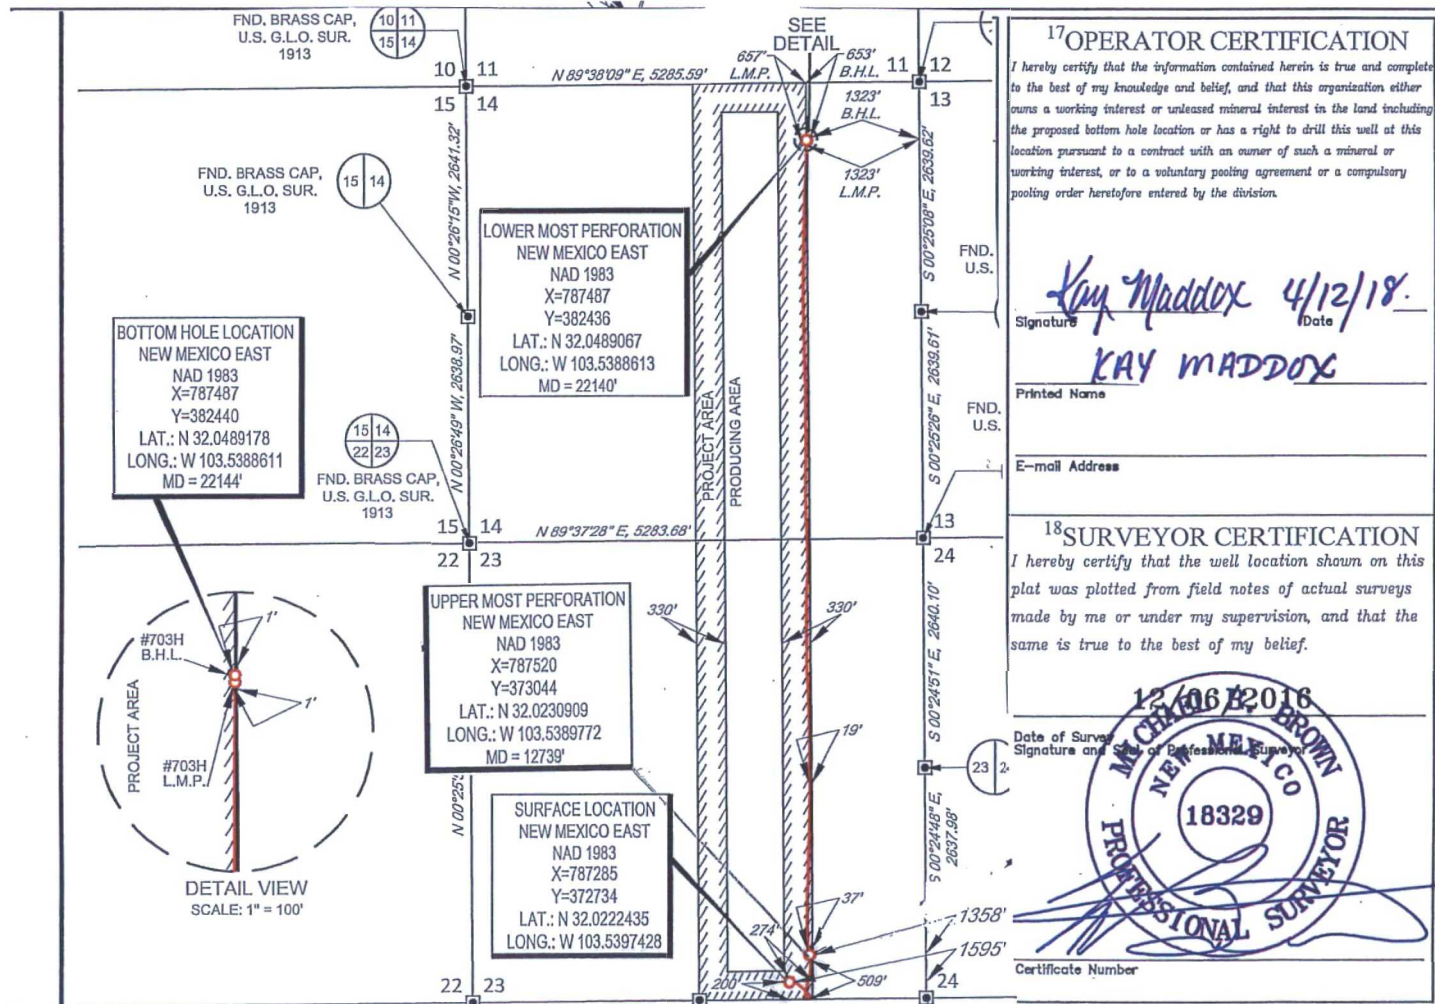 FND. BRASS CAP,
U.S. G.L.O. SUR.
1913
10 11
15 14
10 11
15 14
N 89°38'09" E, 5285.59'
SEE
DETAIL
657'
L.M.P.
653'
B.H.L.
11 12
13
1323'
B.H.L.
1323'
L.M.P.
N 00°26'15"W, 2641.32'
S 00°25'08" E, 2639.62'
FND. BRASS CAP,
U.S. G.L.O. SUR.
1913
15 14
LOWER MOST PERFORATION
NEW MEXICO EAST
NAD 1983
X=787487
Y=382436
LAT.: N 32.0489067
LONG.: W 103.5388613
MD = 22140'
FND.
U.S.
BOTTOM HOLE LOCATION
NEW MEXICO EAST
NAD 1983
X=787487
Y=382440
LAT.: N 32.0489178
LONG.: W 103.5388611
MD = 22144'
N 00°26'49" W, 2638.97'
S 00°25'26" E, 2639.61'
PROJECT AREA
PRODUCING AREA
15 14
22 23
FND. BRASS CAP,
U.S. G.L.O. SUR.
1913
FND.
U.S.
15 14
22 23
N 89°37'28" E, 5283.68'
13
24
UPPER MOST PERFORATION
NEW MEXICO EAST
NAD 1983
X=787520
Y=373044
LAT.: N 32.0230909
LONG.: W 103.5389772
MD = 12739'
330'
330'
S 00°24'51" E, 2640.10'
#703H
B.H.L.
1'
1'
PROJECT AREA
#703H
L.M.P.
DETAIL VIEW
SCALE: 1" = 100'
N 00°25'
19'
23
SURFACE LOCATION
NEW MEXICO EAST
NAD 1983
X=787285
Y=372734
LAT.: N 32.0222435
LONG.: W 103.5397428
S 00°24'48" E,
2637.98'
37'
1358'
274'
1595'
200'
509'
22 23
24
17 OPERATOR CERTIFICATION
I hereby certify that the information contained herein is true and complete
to the best of my knowledge and belief, and that this organization either
owns a working interest or unleased mineral interest in the land including
the proposed bottom hole location or has a right to drill this well at this
location pursuant to a contract with an owner of such a mineral or
working interest, or to a voluntary pooling agreement or a compulsory
pooling order heretofore entered by the division.
Kay Maddox 4/12/18.
Signature Date
KAY MADDOX
Printed Name
E-mail Address
18 SURVEYOR CERTIFICATION
I hereby certify that the well location shown on this
plat was plotted from field notes of actual surveys
made by me or under my supervision, and that the
same is true to the best of my belief.
12/06/2016
Date of Survey
Signature and Seal of Professional Surveyor
MICHAEL B. BROWN
NEW MEXICO
18329
PROFESSIONAL SURVEYOR
Certificate Number